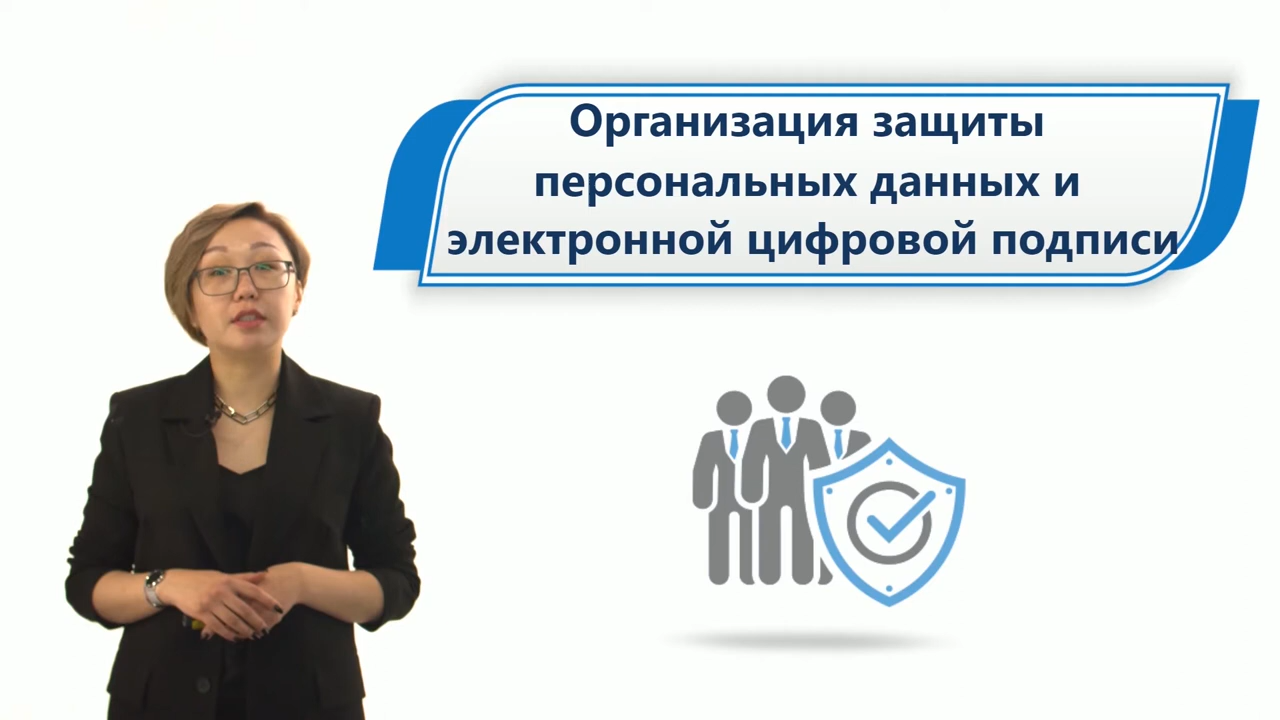 Организация защиты
персональных данных и
электронной цифровой подписи